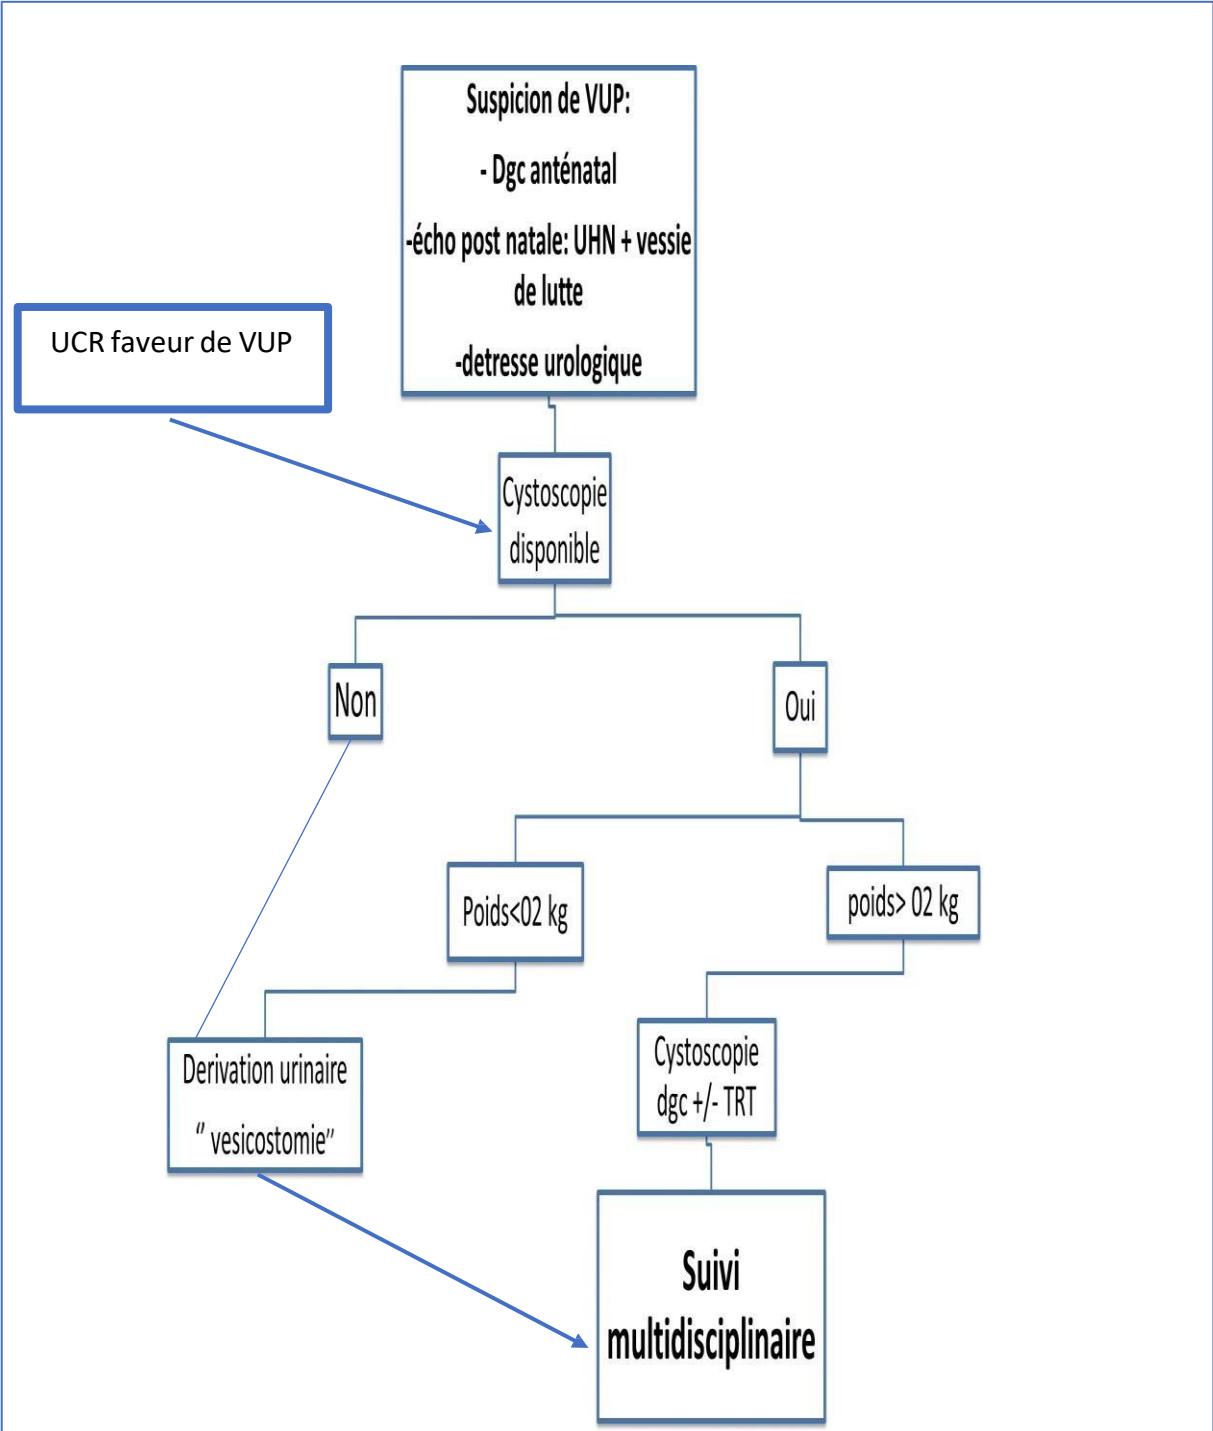 Suspicion de VUP:
- Dgc anténatal
-écho post natale: UHN + vessie
de lutte
-detresse urologique
UCR faveur de VUP
Cystoscopie
disponible
Non
Oui
Poids<02 kg
poids> 02 kg
Derivation urinaire
“ vesicostomie”
Cystoscopie
dgc +/- TRT
Suivi
multidisciplinaire